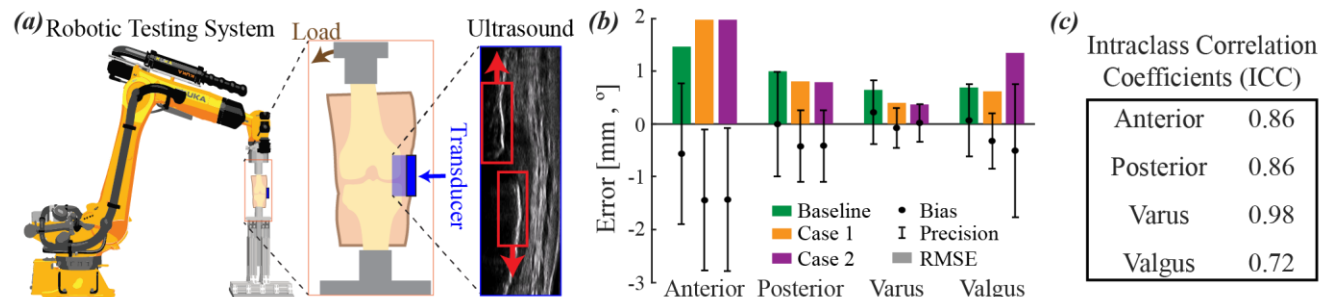 (a) Robotic Testing System
Load
Ultrasound
Transducer
KUKA
(b)
Error [mm , º]
2
1
0
-1
-2
-3
Baseline
Case 1
Case 2
Bias
Precision
RMSE
Anterior
Posterior
Varus
Valgus
(c)
Intraclass Correlation
Coefficients (ICC)
Anterior 0.86
Posterior 0.86
Varus 0.98
Valgus 0.72